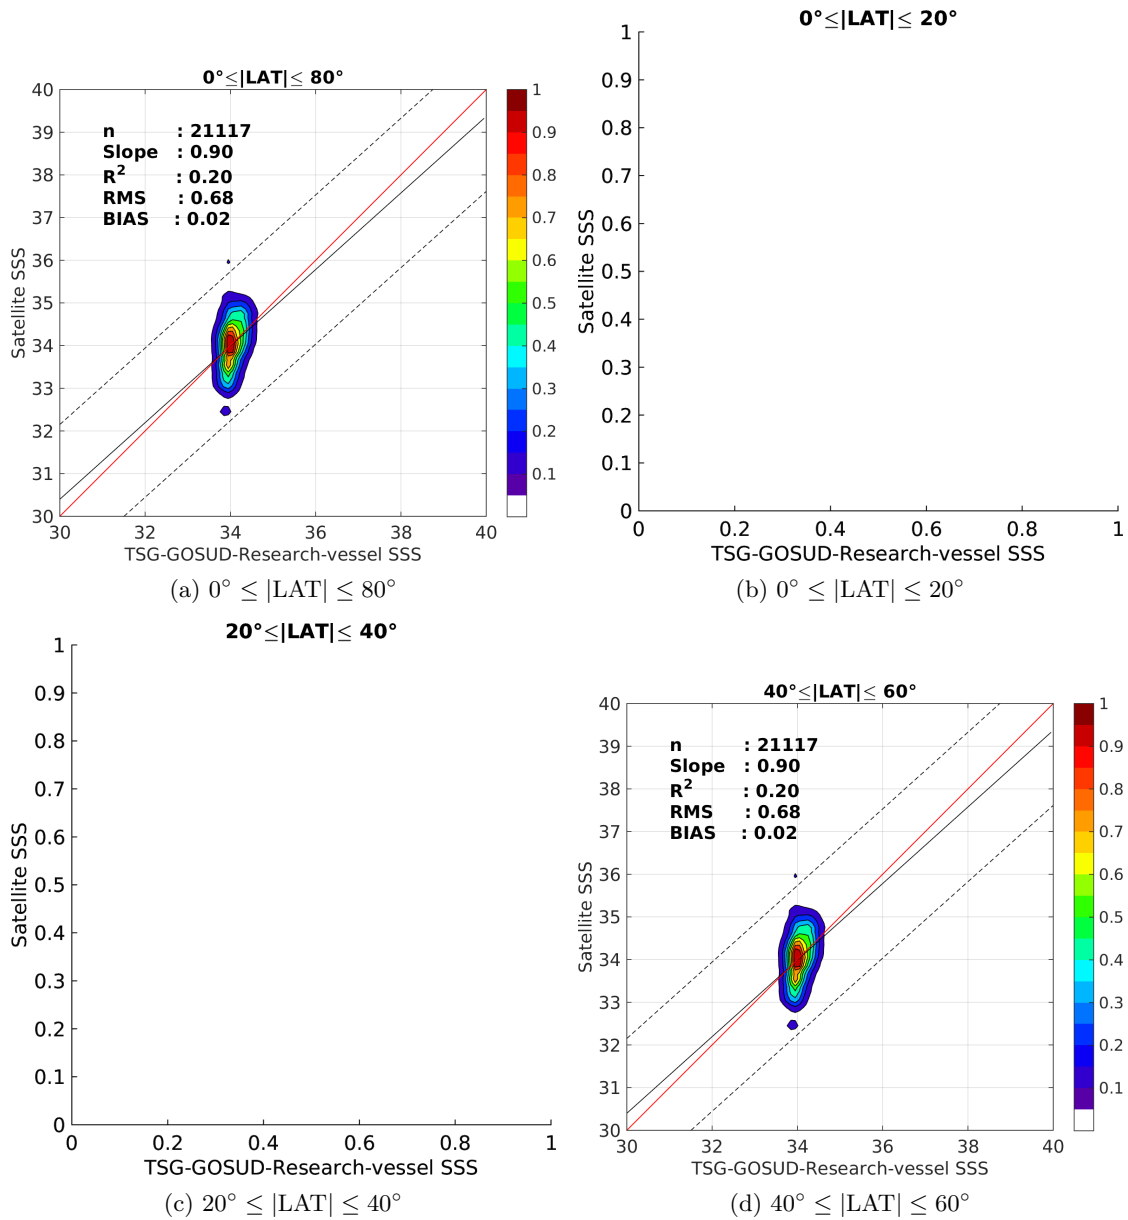 0°≤|LAT|≤ 80°
n : 21117
Slope : 0.90
R² : 0.20
RMS : 0.68
BIAS : 0.02
40
39
38
37
36
35
34
33
32
31
30
30 32 34 36 38 40
Satellite SSS
TSG-GOSUD-Research-vessel SSS
1
0.9
0.8
0.7
0.6
0.5
0.4
0.3
0.2
0.1
(a) 0° ≤ |LAT| ≤ 80°
0°≤|LAT|≤ 20°
1
0.9
0.8
0.7
0.6
0.5
0.4
0.3
0.2
0.1
0
0 0.2 0.4 0.6 0.8 1
Satellite SSS
TSG-GOSUD-Research-vessel SSS
(b) 0° ≤ |LAT| ≤ 20°
20°≤|LAT|≤ 40°
1
0.9
0.8
0.7
0.6
0.5
0.4
0.3
0.2
0.1
0
0 0.2 0.4 0.6 0.8 1
Satellite SSS
TSG-GOSUD-Research-vessel SSS
(c) 20° ≤ |LAT| ≤ 40°
40°≤|LAT|≤ 60°
n : 21117
Slope : 0.90
R² : 0.20
RMS : 0.68
BIAS : 0.02
40
39
38
37
36
35
34
33
32
31
30
30 32 34 36 38 40
Satellite SSS
TSG-GOSUD-Research-vessel SSS
1
0.9
0.8
0.7
0.6
0.5
0.4
0.3
0.2
0.1
(d) 40° ≤ |LAT| ≤ 60°